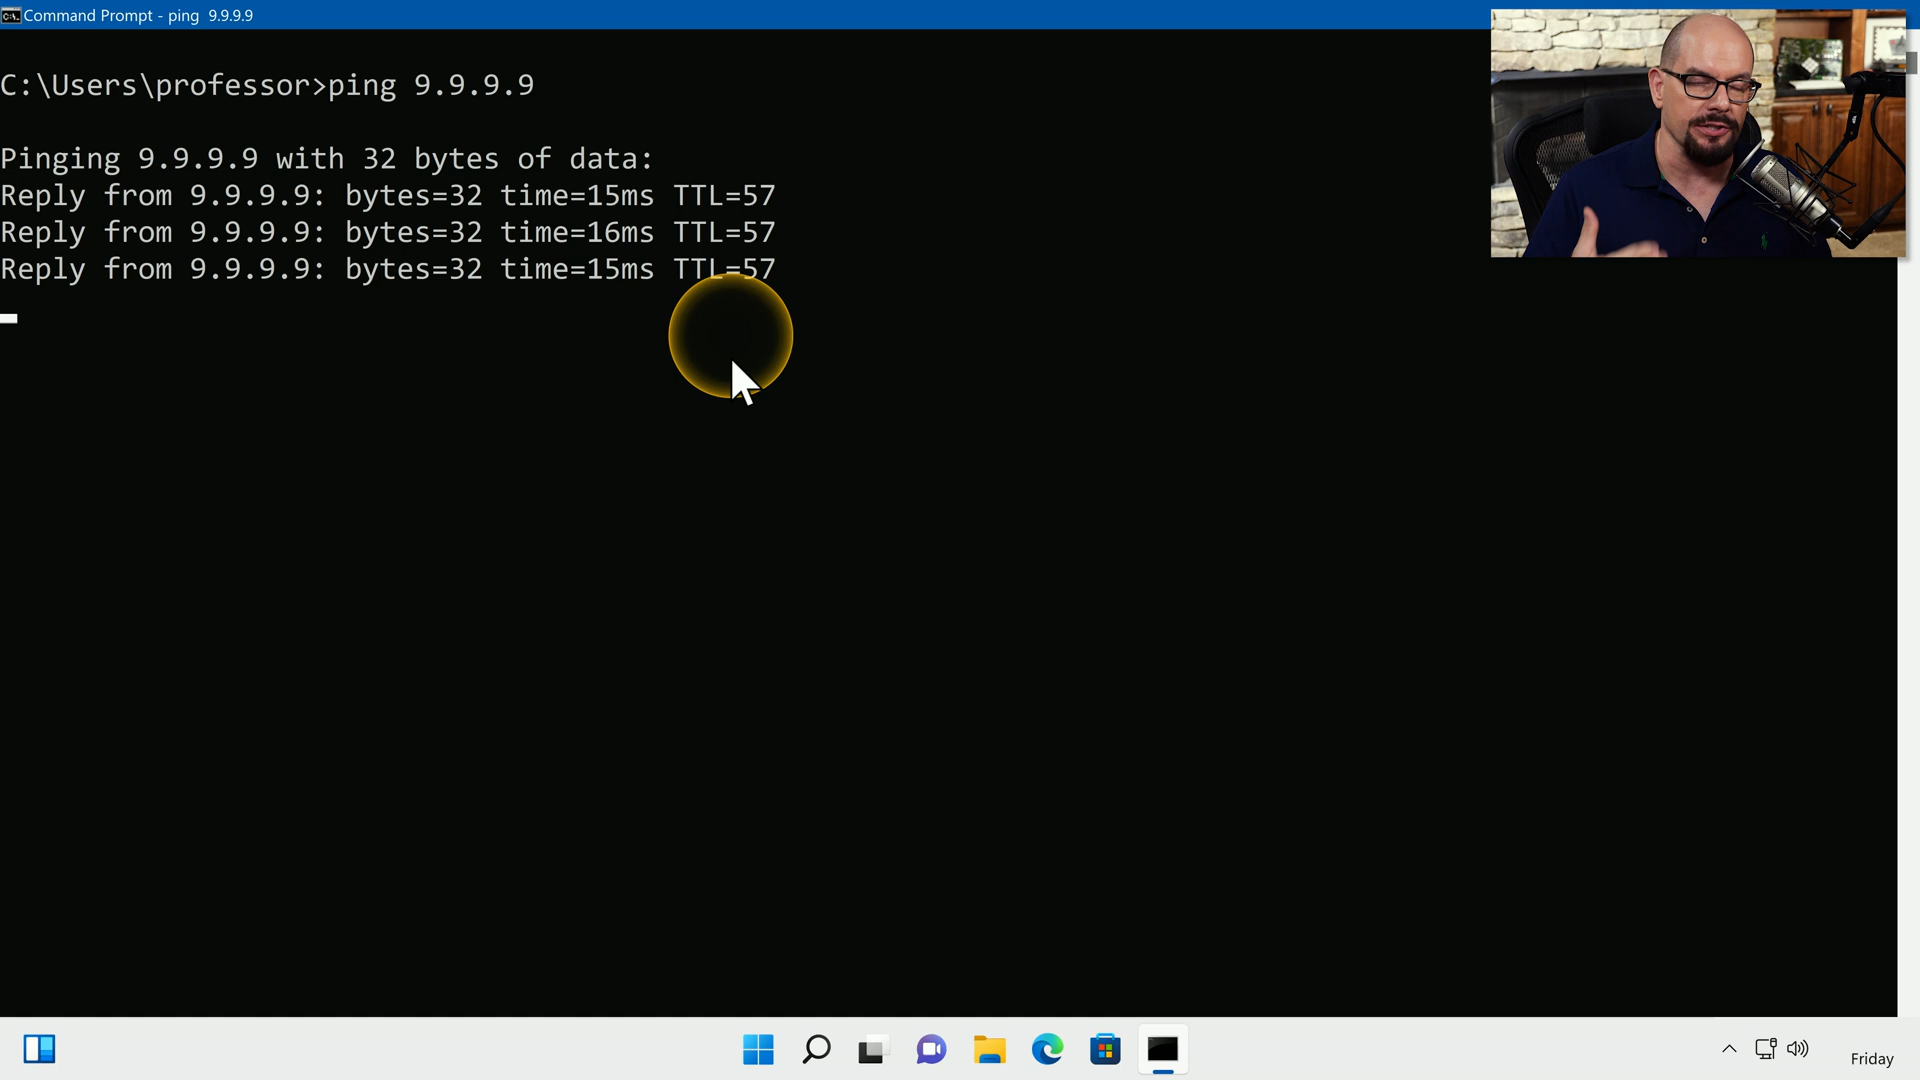 Command Prompt - ping 9.9.9.9
C:\Users\professor>ping 9.9.9.9
Pinging 9.9.9.9 with 32 bytes of data:
Reply from 9.9.9.9: bytes=32 time=15ms TTL=57
Reply from 9.9.9.9: bytes=32 time=16ms TTL=57
Reply from 9.9.9.9: bytes=32 time=15ms TTL=57
Friday